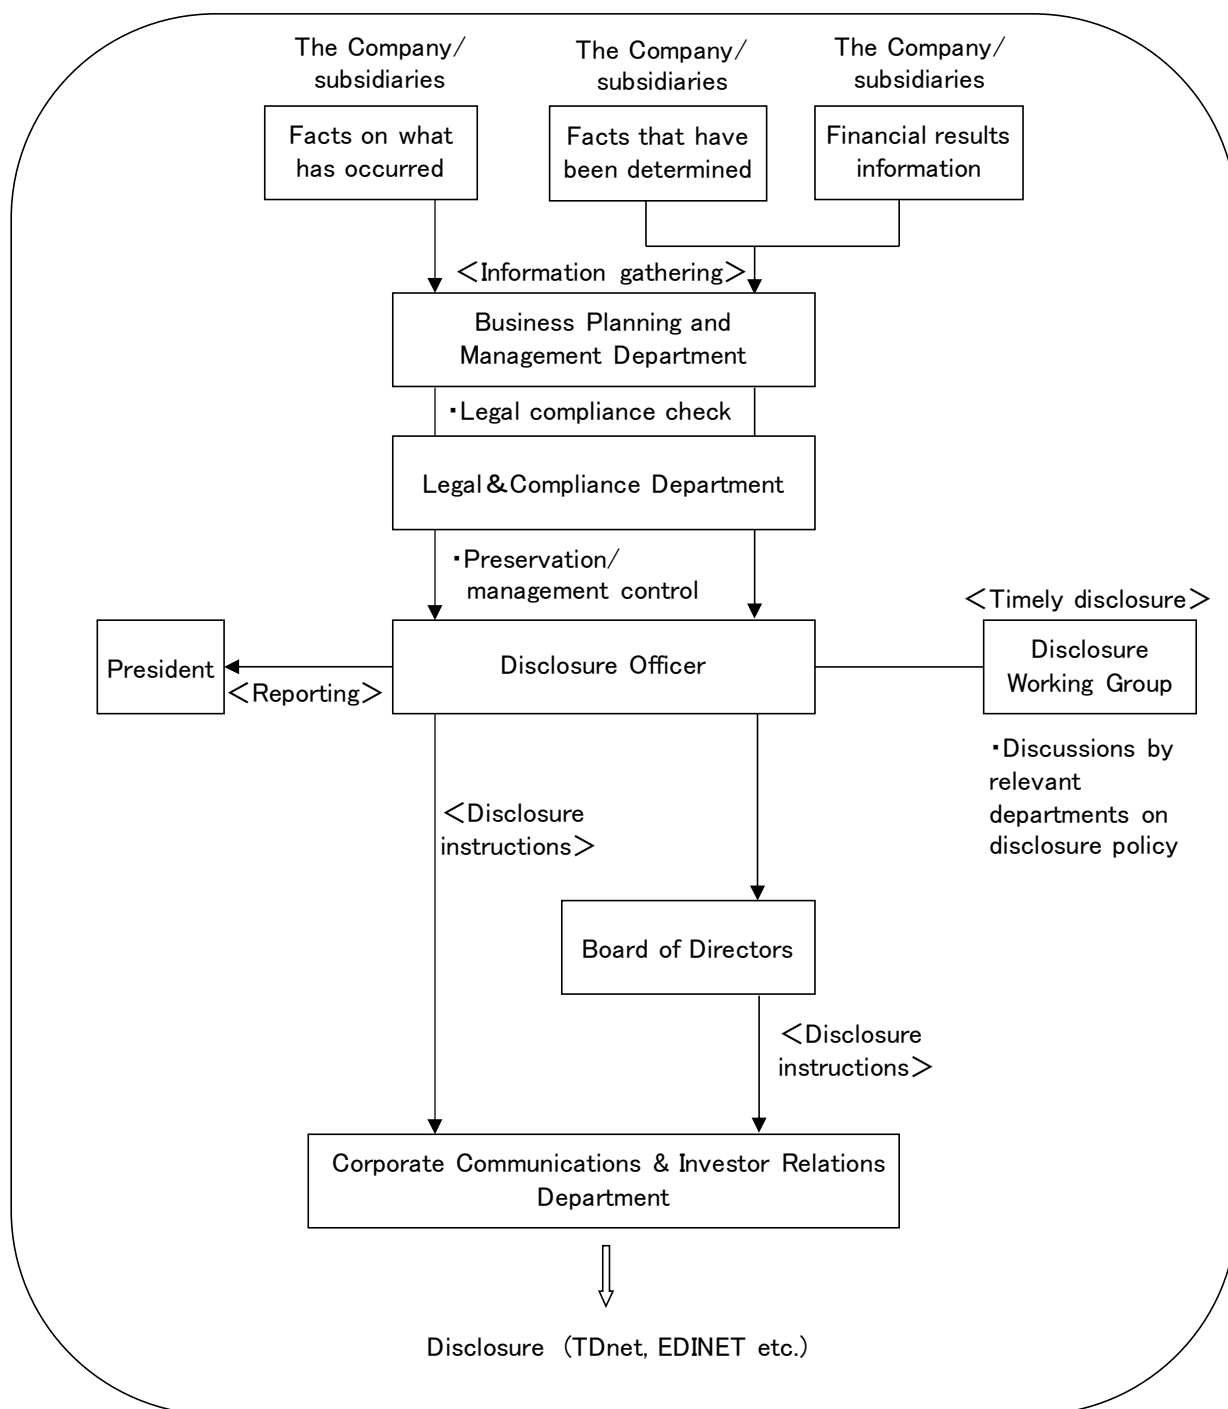 The Company/
subsidiaries
The Company/
subsidiaries
The Company/
subsidiaries
Facts on what
has occurred
Facts that have
been determined
Financial results
information
＜Information gathering＞
Business Planning and
Management Department
・Legal compliance check
Legal＆Compliance Department
・Preservation/
management control
＜Timely disclosure＞
President
＜Reporting＞
Disclosure Officer
Disclosure
Working Group
・Discussions by
relevant
departments on
disclosure policy
＜Disclosure
instructions＞
Board of Directors
＜Disclosure
instructions＞
Corporate Communications & Investor Relations
Department
Disclosure （TDnet, EDINET etc.）